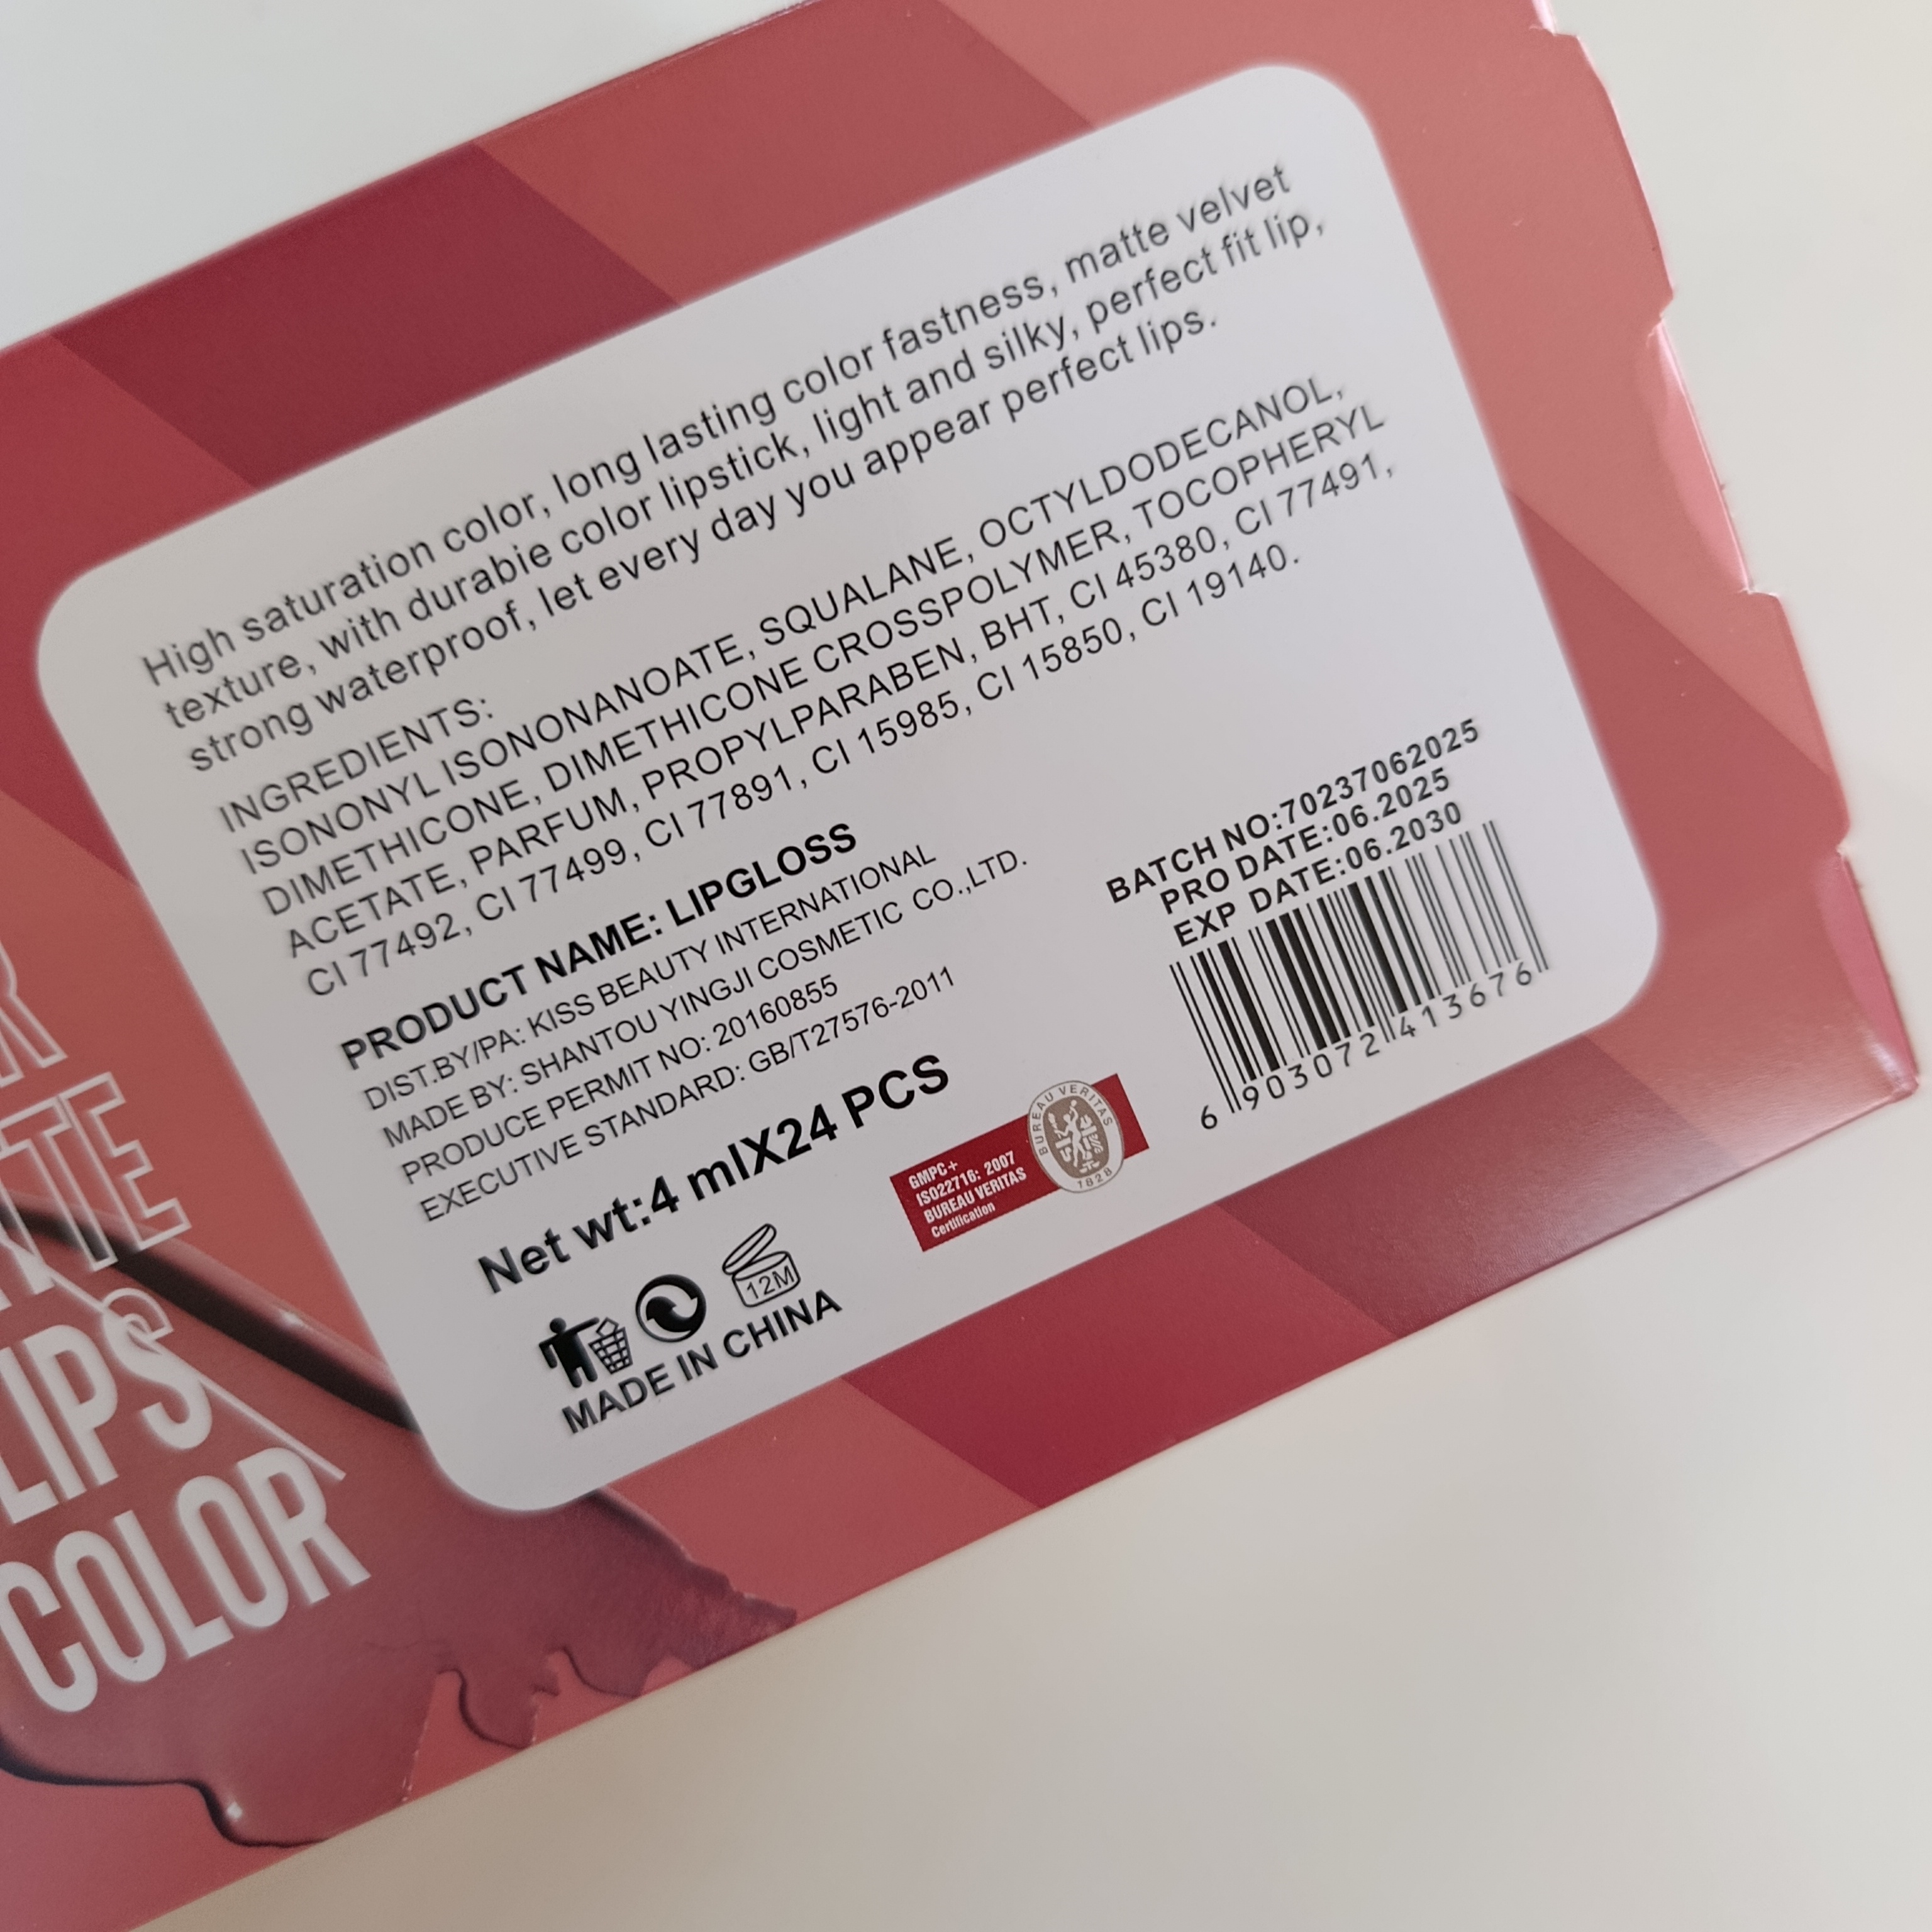 High saturation color, long lasting color fastness, matte velvet
texture, with durabie color lipstick, light and silky, perfect fit lip,
strong waterproof, let every day you appear perfect lips.
INGREDIENTS:
ISONONYL ISONONANOATE, SQUALANE, OCTYLDODECANOL,
DIMETHICONE, DIMETHICONE CROSSPOLYMER, TOCOPHERYL
ACETATE, PARFUM, PROPYLPARABEN, BHT, CI 45380, CI 77491,
CI 77492, CI 77499, CI 77891, CI 15985, CI 15850, CI 19140.
PRODUCT NAME: LIPGLOSS
DIST.BY/PA: KISS BEAUTY INTERNATIONAL
MADE BY: SHANTOU YINGJI COSMETIC CO.,LTD.
PRODUCE PERMIT NO: 20160855
EXECUTIVE STANDARD: GB/T27576-2011
Net wt:4 mlX24 PCS
12M
MADE IN CHINA
GMPC+
ISO22716: 2007
BUREAU VERITAS
Certification
BUREAU VERITAS
1828
BATCH NO:70237062025
PRO DATE:06.2025
EXP DATE:06.2030
6 903072 413676
LIPS
COLOR